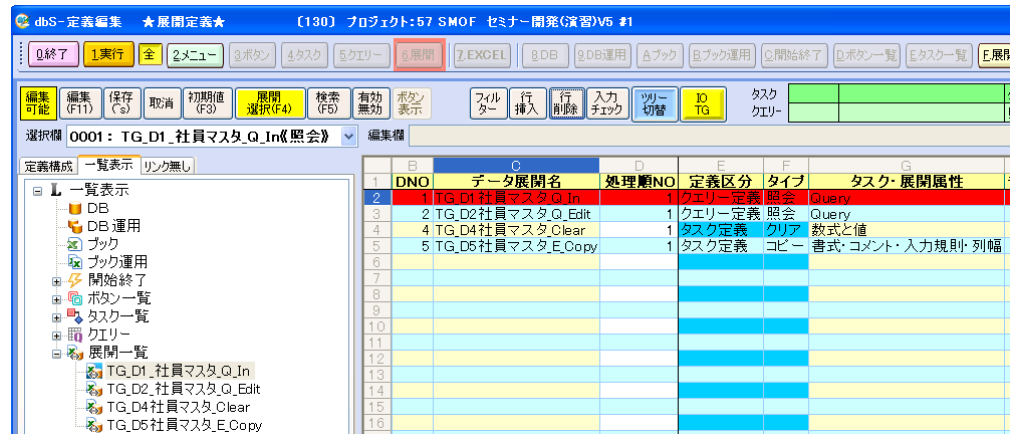 dbS-定義編集　★展開定義★　　　〔130〕 プロジェクト:57 SMOF セミナー開発(演習)V5 #1
0.終了 1.実行 全 2.メニュー 3.ボタン 4.タスク 5.クエリー 6.展開 7.EXCEL 8.DB 9.DB運用 A.ブック B.ブック運用 C.開始終了 D.ボタン一覧 E.タスク一覧 F.展開
編集可能 編集(F11) 保存(^S) 取消 初期値(F3) 展開選択(F4) 検索(F5) 有効無効 ボタン表示 フィルター 行挿入 行削除 入力チェック ツリー切替 IO TG タスク クエリー
選択欄 0001: TG_D1_社員マスタ_Q_In《照会》 編集欄
定義構成 一覧表示 リンク無し
B C D E F G
1 DNO データ展開名 処理順NO 定義区分 タイプ タスク・展開属性
2 1 TG_D1社員マスタ_Q_In 1 クエリー定義 照会 Query
3 2 TG_D2社員マスタ_Q_Edit 1 クエリー定義 照会 Query
4 4 TG_D4社員マスタ_Clear 1 タスク定義 クリア 数式と値
5 5 TG_D5社員マスタ_E_Copy 1 タスク定義 コピー 書式・コメント・入力規則・列幅
6
7
8
9
10
11
12
13
14
15
16
一覧表示
DB
DB運用
ブック
ブック運用
開始終了
ボタン一覧
タスク一覧
クエリー
展開一覧
TG_D1_社員マスタ_Q_In
TG_D2_社員マスタ_Q_Edit
TG_D4社員マスタ_Clear
TG_D5社員マスタ_E_Copy